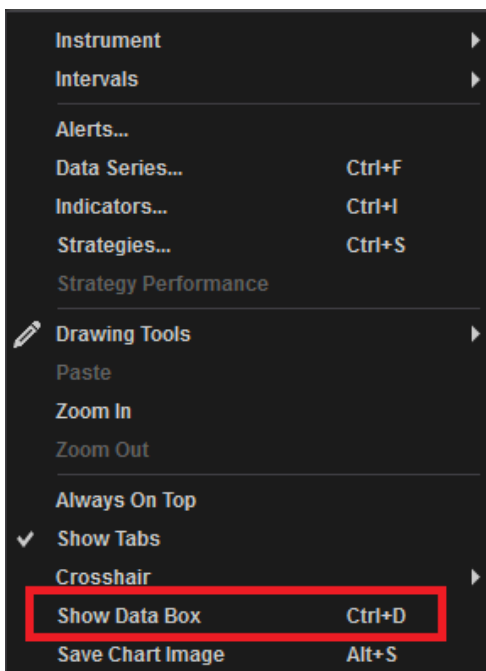 Instrument
Intervals
Alerts...
Data Series... Ctrl+F
Indicators... Ctrl+I
Strategies... Ctrl+S
Strategy Performance
Drawing Tools
Paste
Zoom In
Zoom Out
Always On Top
Show Tabs
Crosshair
Show Data Box Ctrl+D
Save Chart Image Alt+S